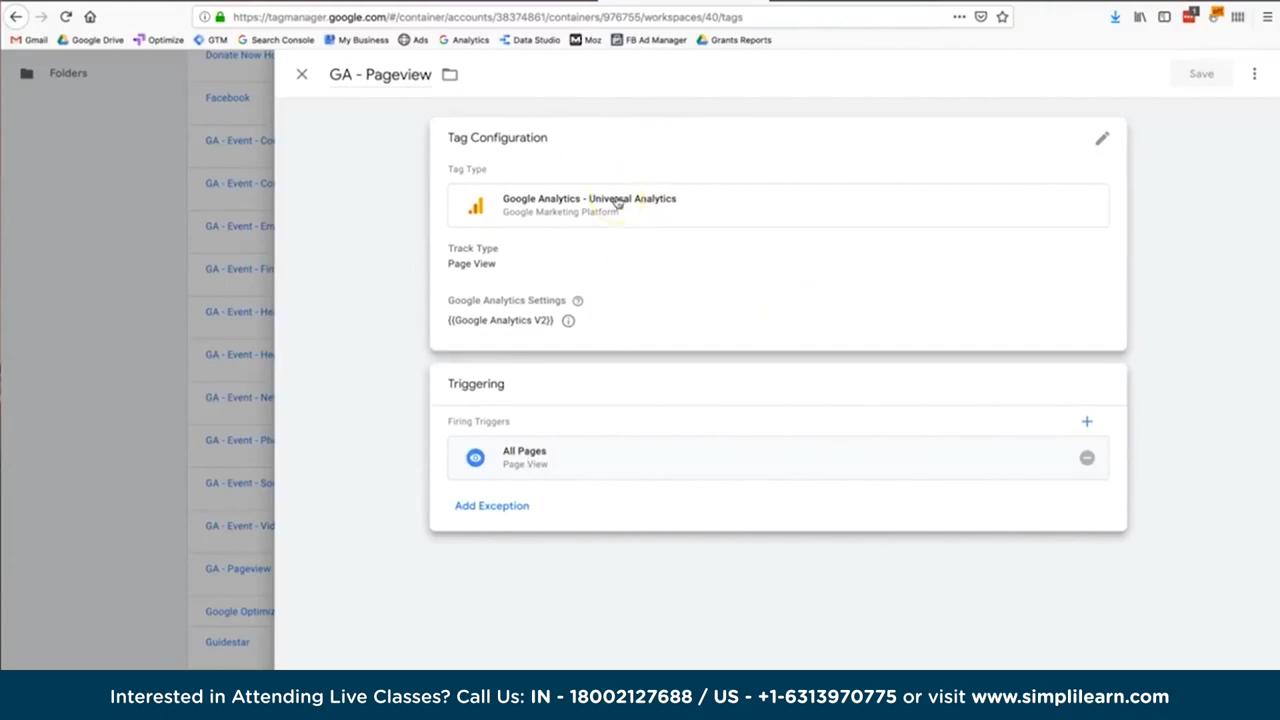 https://tagmanager.google.com/#/container/accounts/38374861/containers/976755/workspaces/40/tags
Gmail Google Drive Optimize GTM Search Console My Business Ads Analytics Data Studio Moz FB Ad Manager Grants Reports
Folders
Donate Now Ho
Facebook
GA - Event - Co
GA - Event - Co
GA - Event - Em
GA - Event - Fin
GA - Event - He
GA - Event - He
GA - Event - Ne
GA - Event - Ph
GA - Event - So
GA - Event - Vid
GA - Pageview
Google Optimiz
Guidestar
GA - Pageview
Save
Tag Configuration
Tag Type
Google Analytics - Universal Analytics
Google Marketing Platform
Track Type
Page View
Google Analytics Settings
{{Google Analytics V2}}
Triggering
Firing Triggers
All Pages
Page View
Add Exception
Interested in Attending Live Classes? Call Us: IN - 18002127688 / US - +1-6313970775 or visit www.simplilearn.com